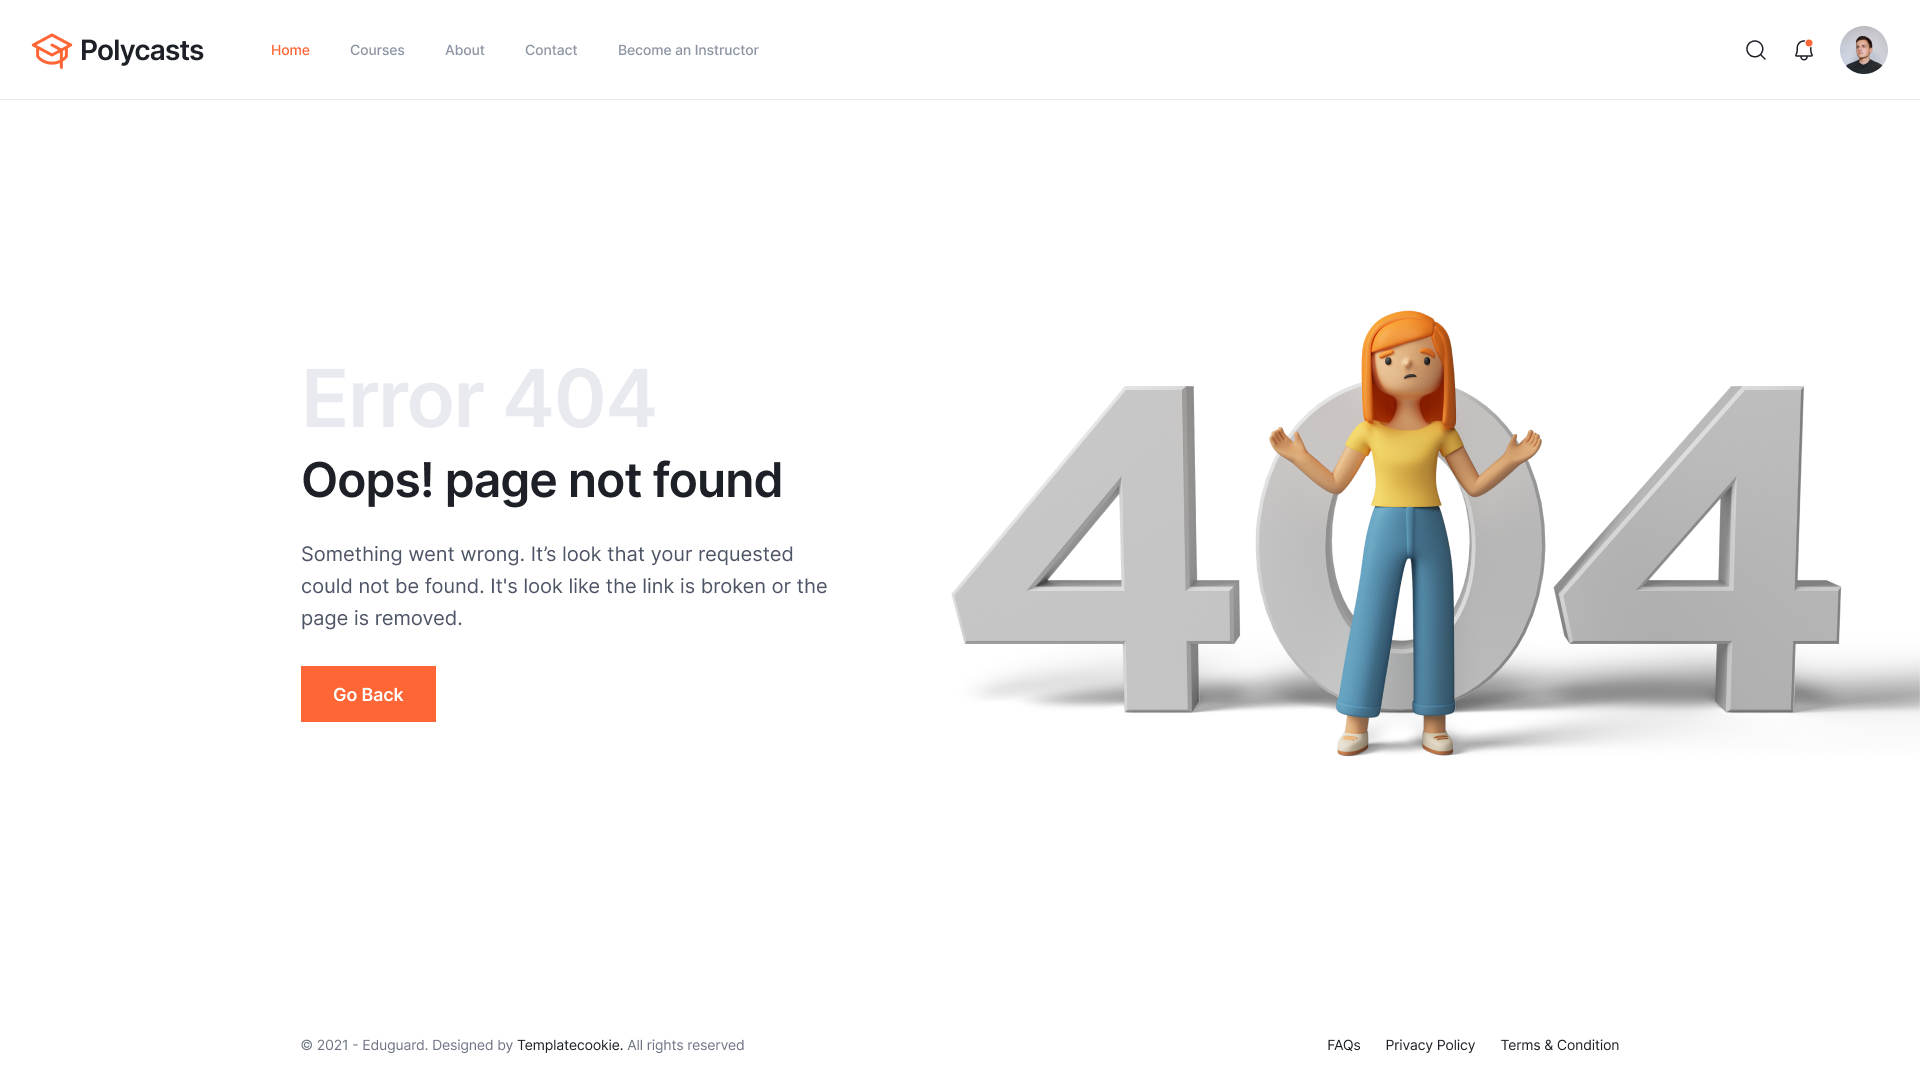 Polycasts
Home Courses About Contact Become an Instructor
Error 404
Oops! page not found
Something went wrong. It’s look that your requested
could not be found. It's look like the link is broken or the
page is removed.
Go Back
404
© 2021 - Eduguard. Designed by Templatecookie. All rights reserved
FAQs Privacy Policy Terms & Condition